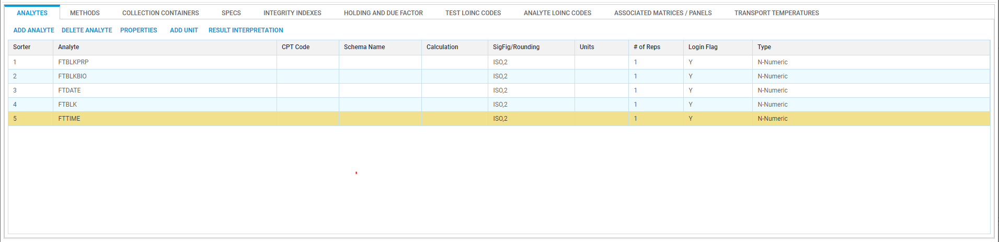 ANALYTES METHODS COLLECTION CONTAINERS SPECS INTEGRITY INDEXES HOLDING AND DUE FACTOR TEST LOINC CODES ANALYTE LOINC CODES ASSOCIATED MATRICES / PANELS TRANSPORT TEMPERATURES
ADD ANALYTE DELETE ANALYTE PROPERTIES ADD UNIT RESULT INTERPRETATION
Sorter Analyte CPT Code Schema Name Calculation SigFig/Rounding Units # of Reps Login Flag Type
1 FTBLKPRP ISO,2 1 Y N-Numeric
2 FTBLKBIO ISO,2 1 Y N-Numeric
3 FTDATE ISO,2 1 Y N-Numeric
4 FTBLK ISO,2 1 Y N-Numeric
5 FTTIME ISO,2 1 Y N-Numeric